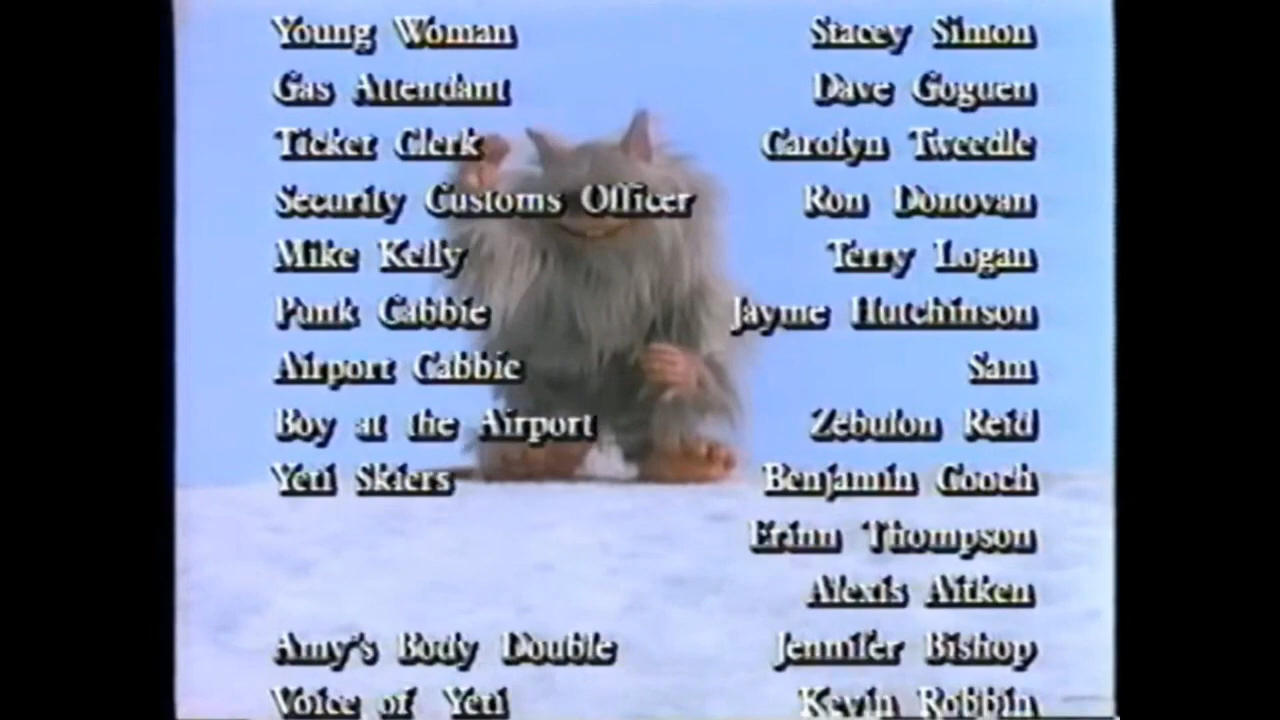 Young Woman Stacey Simon
Gas Attendant Dave Goguen
Ticket Clerk Carolyn Tweedle
Security Customs Officer Ron Donovan
Mike Kelly Terry Logan
Punk Cabbie Jayme Hutchinson
Airport Cabbie Sam
Boy at the Airport Zebulon Reid
Yeti Skiers Benjamin Gooch
Erinn Thompson
Alexis Aitken
Amy's Body Double Jennifer Bishop
Voice of Yeti Kevin Robbin